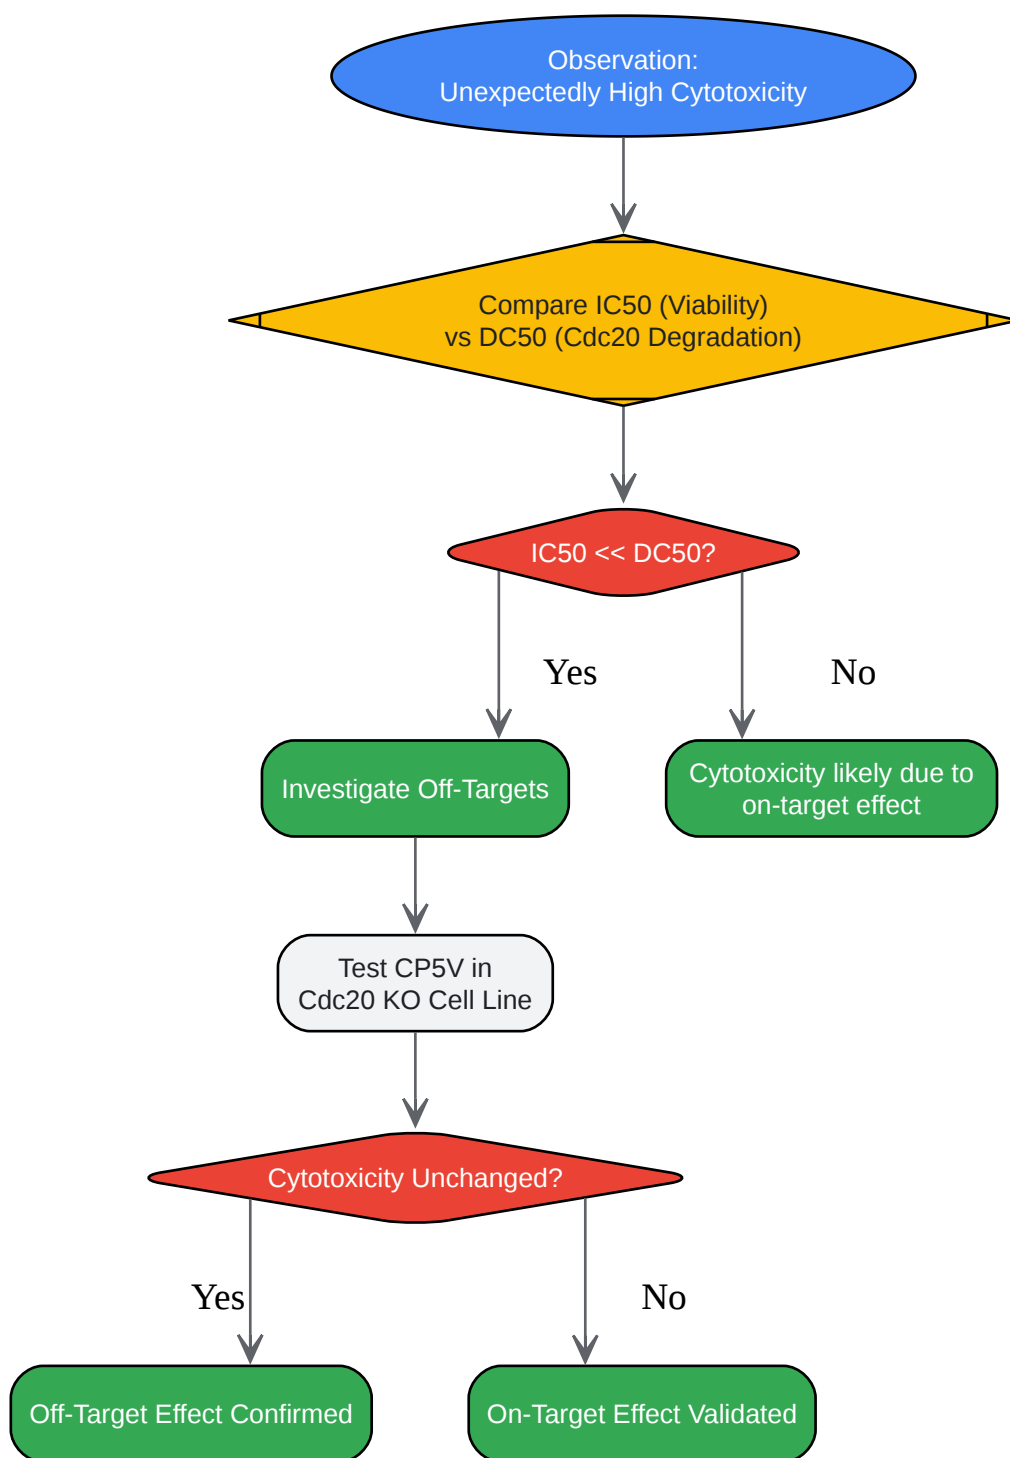 Observation:
Unexpectedly High Cytotoxicity
Compare IC50 (Viability)
vs DC50 (Cdc20 Degradation)
IC50 << DC50?
Yes
No
Investigate Off-Targets
Cytotoxicity likely due to
on-target effect
Test CP5V in
Cdc20 KO Cell Line
Cytotoxicity Unchanged?
Yes
No
Off-Target Effect Confirmed
On-Target Effect Validated